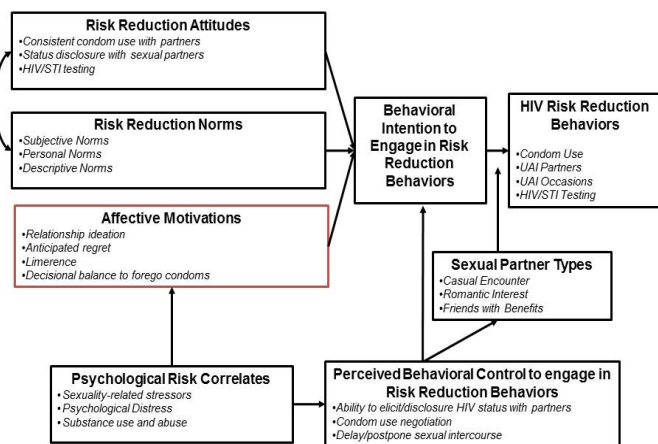 Risk Reduction Attitudes
•Consistent condom use with partners
•Status disclosure with sexual partners
•HIV/STI testing
Risk Reduction Norms
•Subjective Norms
•Personal Norms
•Descriptive Norms
Affective Motivations
•Relationship ideation
•Anticipated regret
•Limerence
•Decisional balance to forego condoms
Psychological Risk Correlates
•Sexuality-related stressors
•Psychological Distress
•Substance use and abuse
Behavioral
Intention to
Engage in Risk
Reduction
Behaviors
HIV Risk Reduction
Behaviors
•Condom Use
•UAI Partners
•UAI Occasions
•HIV/STI Testing
Sexual Partner Types
•Casual Encounter
•Romantic Interest
•Friends with Benefits
Perceived Behavioral Control to engage in
Risk Reduction Behaviors
•Ability to elicit/disclosure HIV status with partners
•Condom use negotiation
•Delay/postpone sexual intercourse